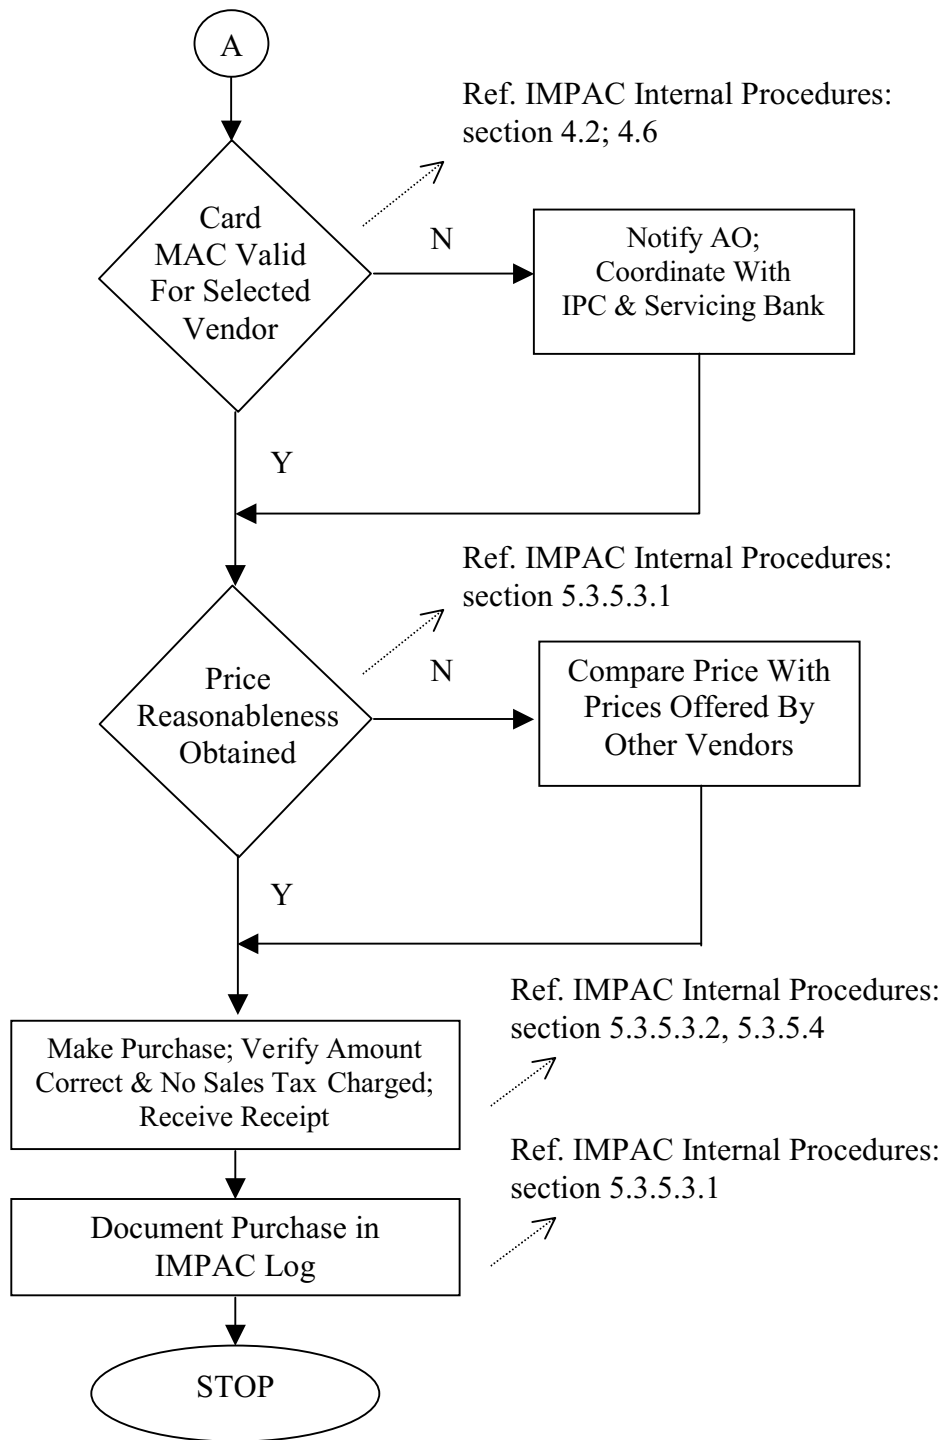 A
Ref. IMPAC Internal Procedures:
section 4.2; 4.6
Card
MAC Valid
For Selected
Vendor
N
Notify AO;
Coordinate With
IPC & Servicing Bank
Y
Ref. IMPAC Internal Procedures:
section 5.3.5.3.1
Price
Reasonableness
Obtained
N
Compare Price With
Prices Offered By
Other Vendors
Y
Ref. IMPAC Internal Procedures:
section 5.3.5.3.2, 5.3.5.4
Make Purchase; Verify Amount
Correct & No Sales Tax Charged;
Receive Receipt
Ref. IMPAC Internal Procedures:
section 5.3.5.3.1
Document Purchase in
IMPAC Log
STOP